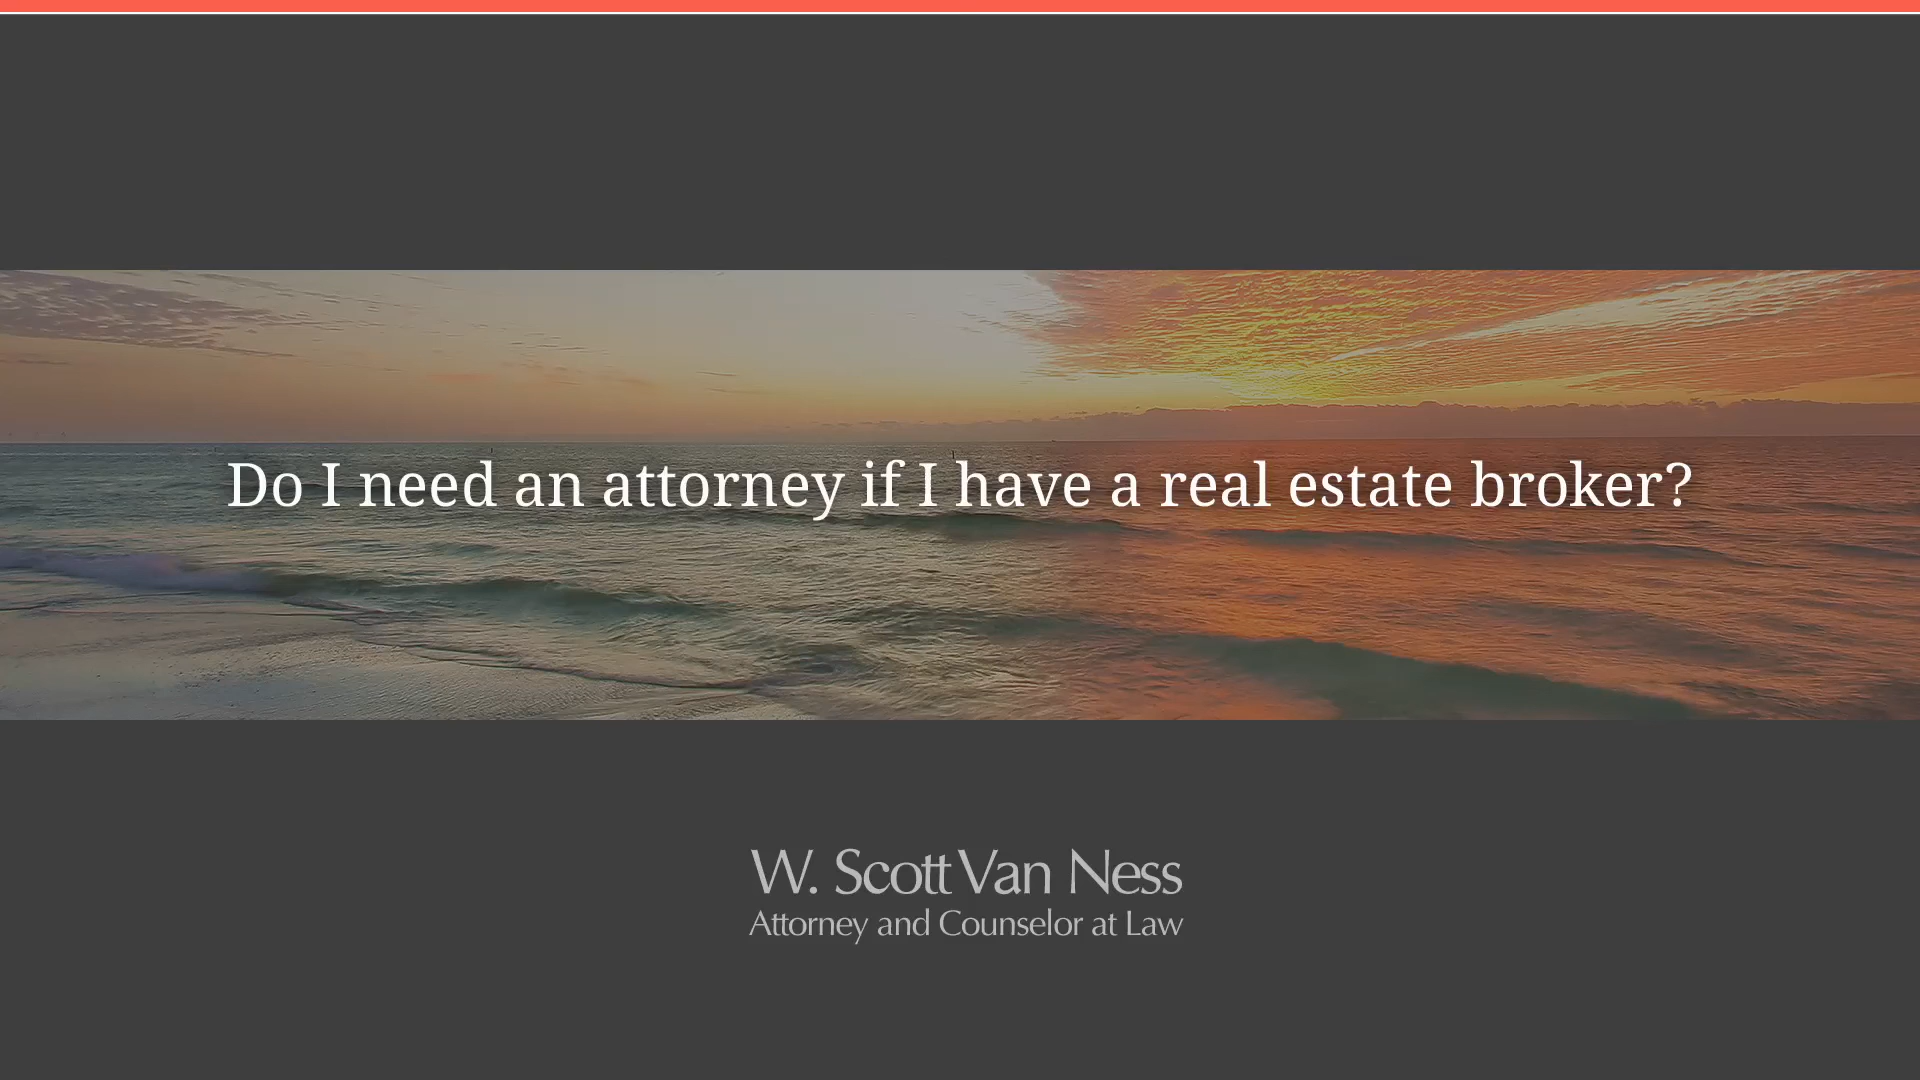 Do I need an attorney if I have a real estate broker?
W. Scott Van Ness
Attorney and Counselor at Law